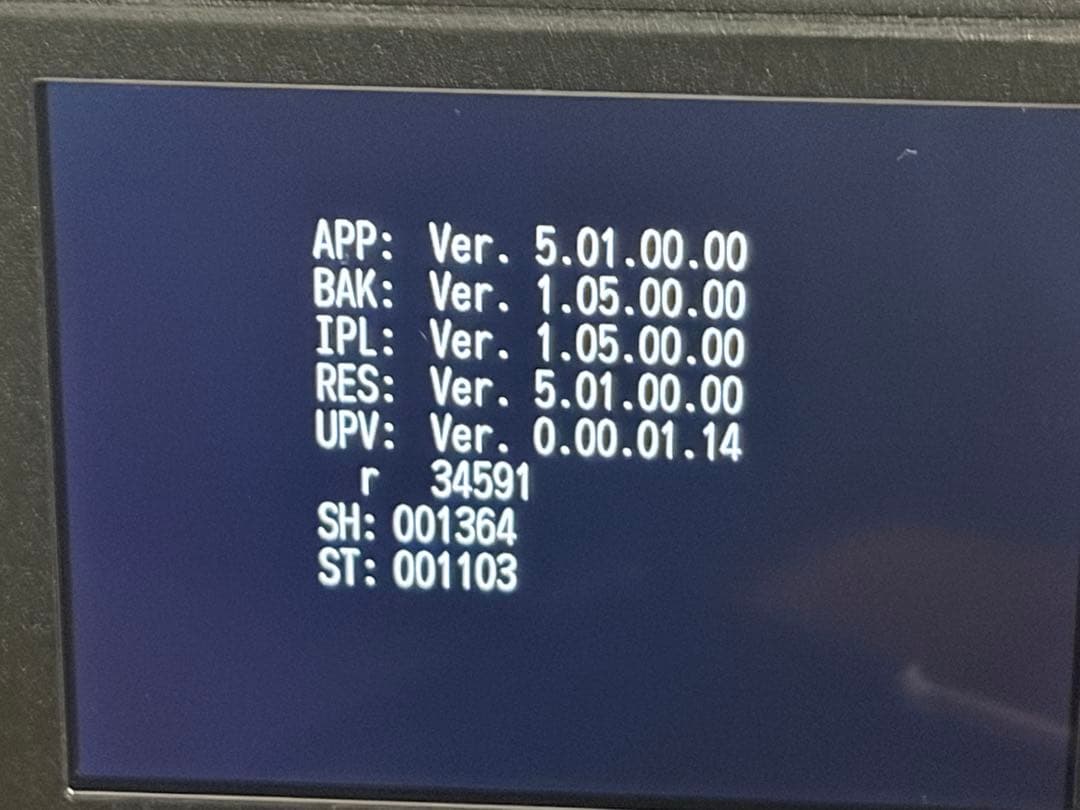 APP: Ver. 5.01.00.00
BAK: Ver. 1.05.00.00
IPL: Ver. 1.05.00.00
RES: Ver. 5.01.00.00
UPV: Ver. 0.00.01.14
r 34591
SH: 001364
ST: 001103